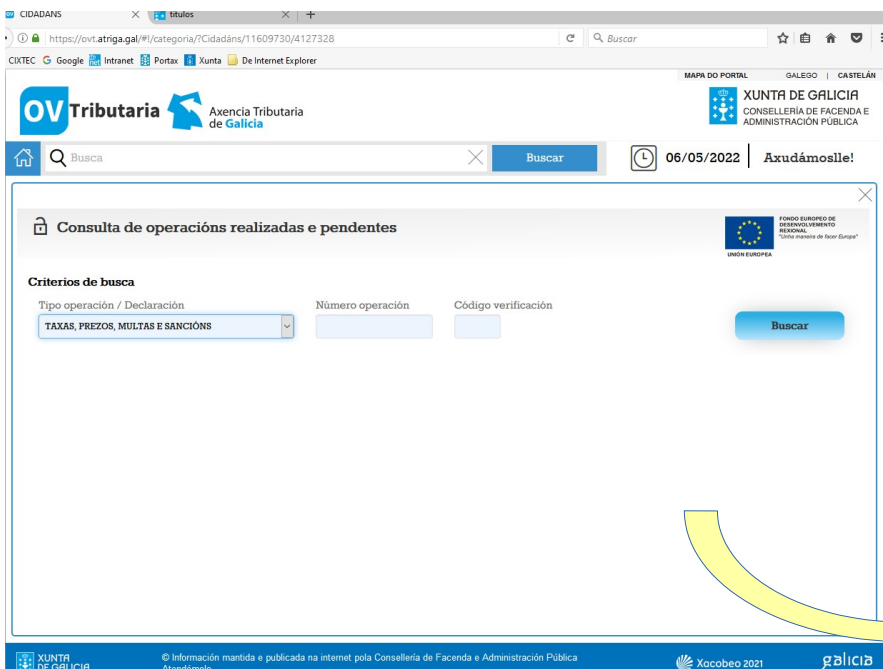 CIDADANS
titulos
https://ovt.atriga.gal/#!/categoria/?Cidadáns/11609730/4127328
Buscar
CIXTEC Google Intranet Portax Xunta De Internet Explorer
MAPA DO PORTAL GALEGO | CASTELÁN
OV Tributaria
Axencia Tributaria
de Galicia
XUNTA DE GALICIA
CONSELLERÍA DE FACENDA E
ADMINISTRACIÓN PÚBLICA
Busca Buscar 06/05/2022 Axudámoslle!
Consulta de operacións realizadas e pendentes
FONDO EUROPEO DE
DESENVOLVEMENTO
REXIONAL
"Unha maneira de facer Europa"
UNIÓN EUROPEA
Criterios de busca
Tipo operación / Declaración Número operación Código verificación
TAXAS, PREZOS, MULTAS E SANCIÓNS Buscar
XUNTA
DE GALICIA
© Información mantida e publicada na internet pola Consellería de Facenda e Administración Pública
Atendémolo
Xacobeo 2021
galicia